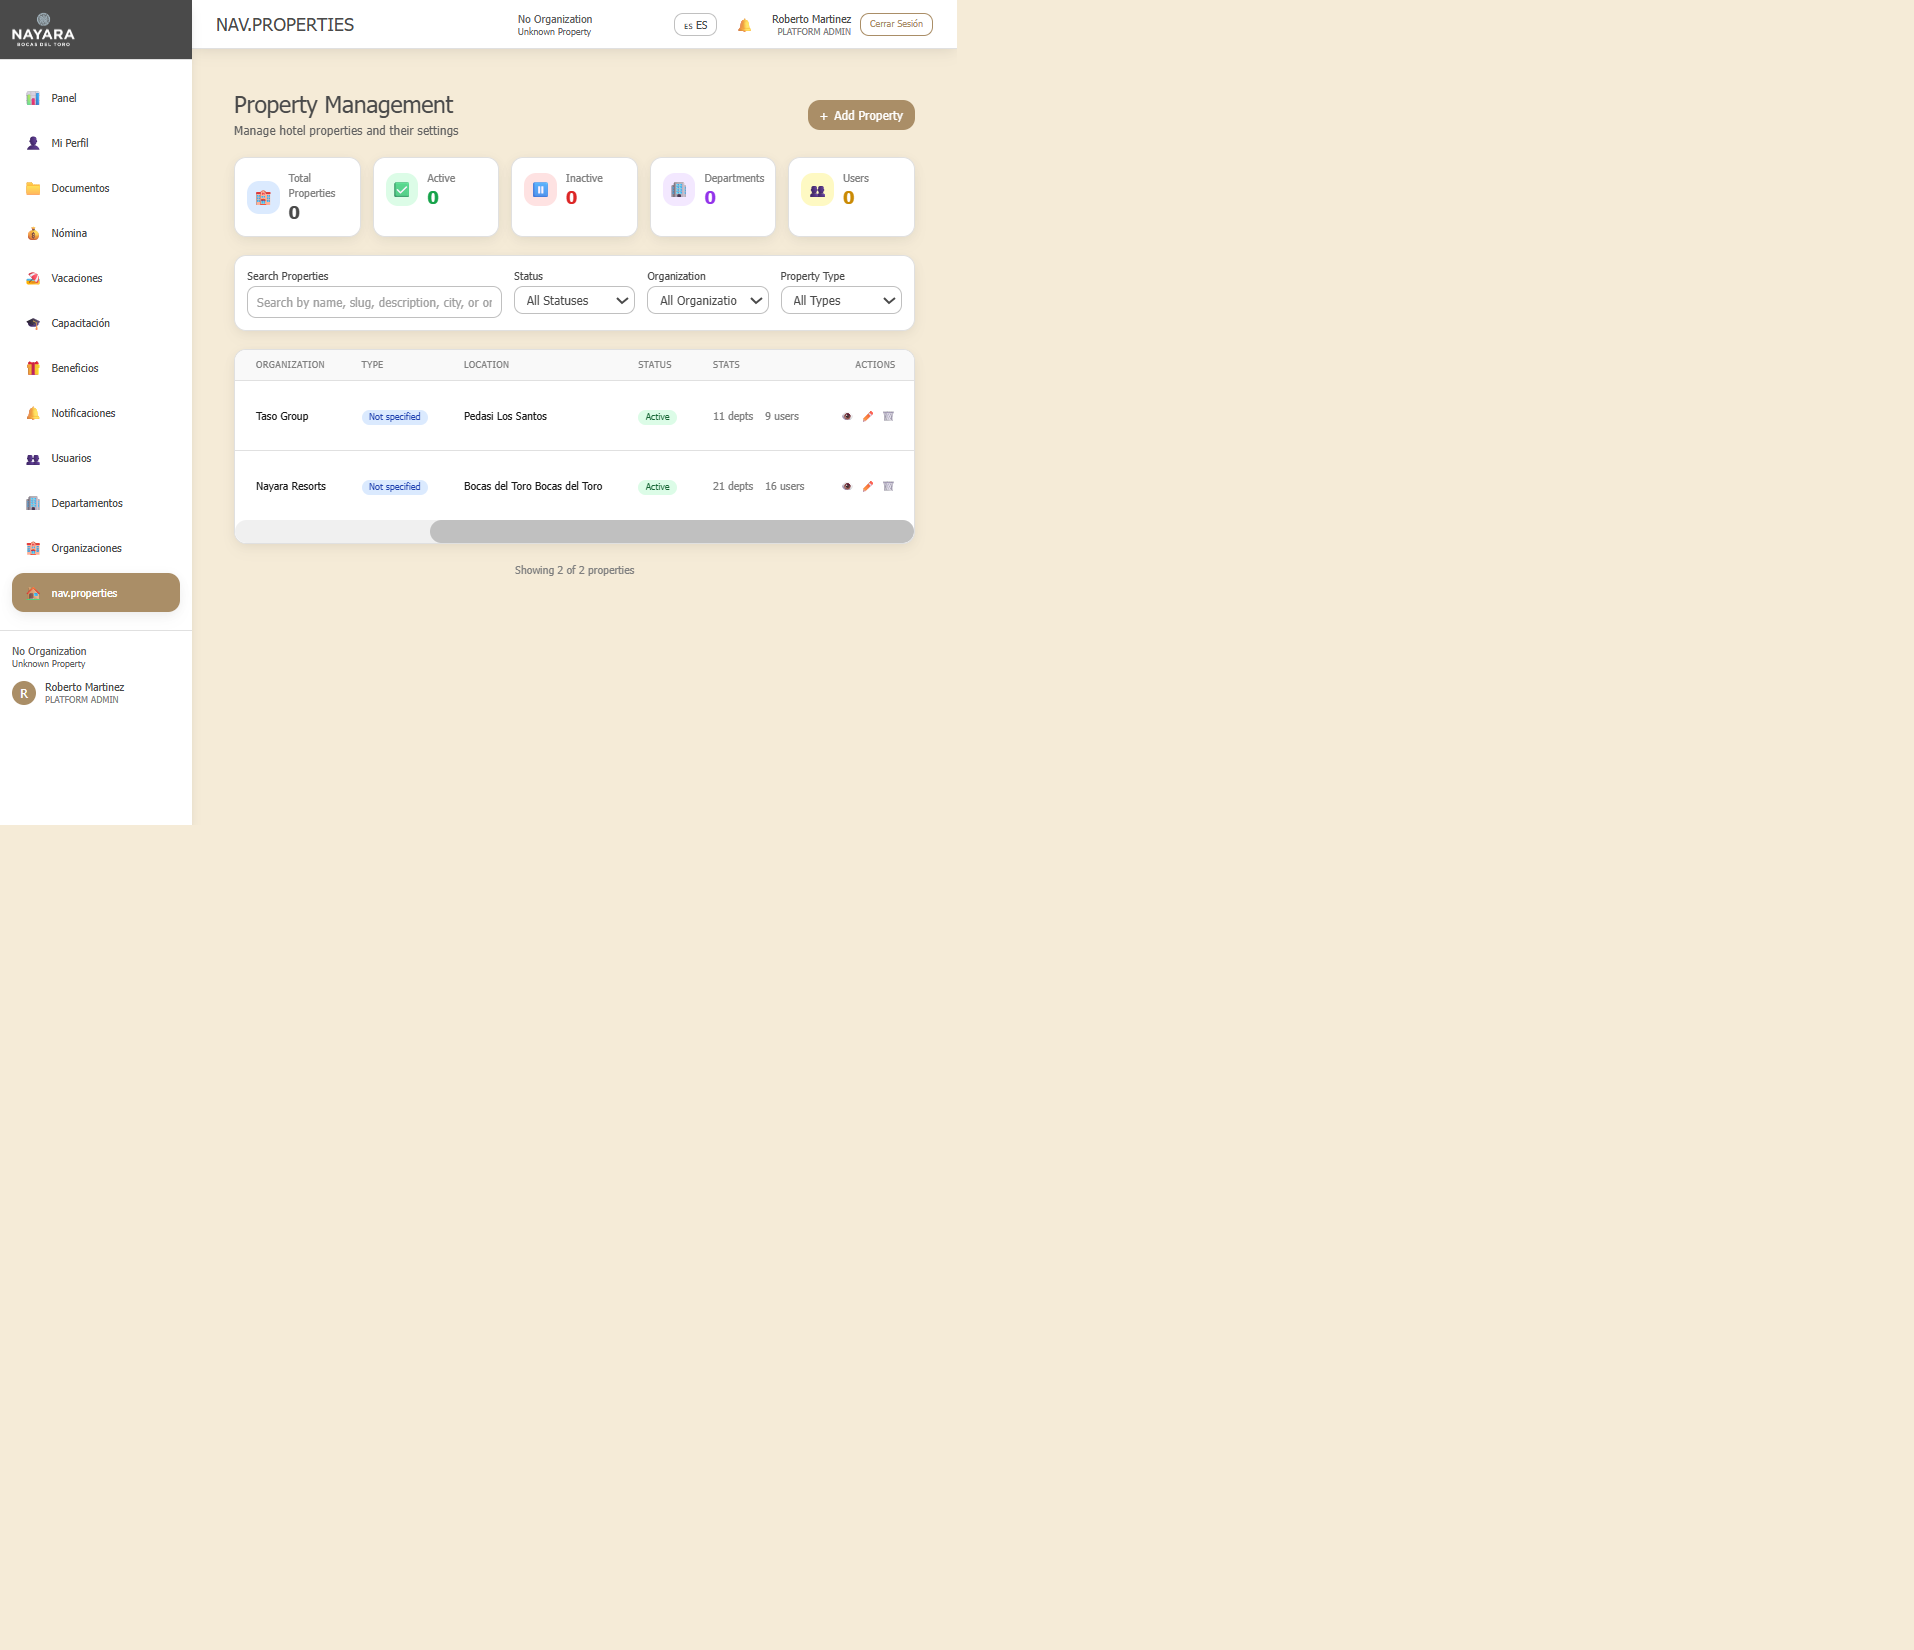 NAYARA
BOCAS DEL TORO
NAV.PROPERTIES
No Organization
Unknown Property
ES ES
Roberto Martinez
PLATFORM ADMIN
Cerrar Sesión
Panel
Mi Perfil
Documentos
Nómina
Vacaciones
Capacitación
Beneficios
Notificaciones
Usuarios
Departamentos
Organizaciones
nav.properties
No Organization
Unknown Property
R
Roberto Martinez
PLATFORM ADMIN
Property Management
Manage hotel properties and their settings
+ Add Property
Total Properties
0
Active
0
Inactive
0
Departments
0
Users
0
Search Properties
Search by name, slug, description, city, or or
Status
All Statuses
Organization
All Organizatio
Property Type
All Types
ORGANIZATION TYPE LOCATION STATUS STATS ACTIONS
Taso Group Not specified Pedasi Los Santos Active 11 depts 9 users
Nayara Resorts Not specified Bocas del Toro Bocas del Toro Active 21 depts 16 users
Showing 2 of 2 properties